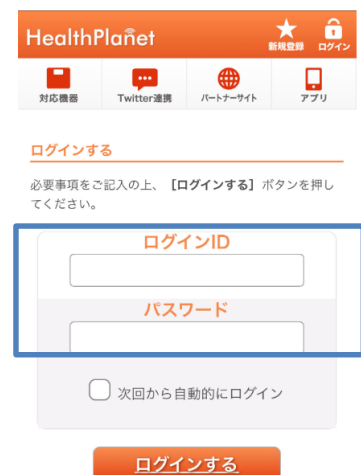 HealthPlanet
新規登録 ログイン
対応機器 Twitter連携 パートナーサイト アプリ
ログインする
必要事項をご記入の上、［ログインする］ボタンを押し
てください。
ログインID
パスワード
次回から自動的にログイン
ログインする